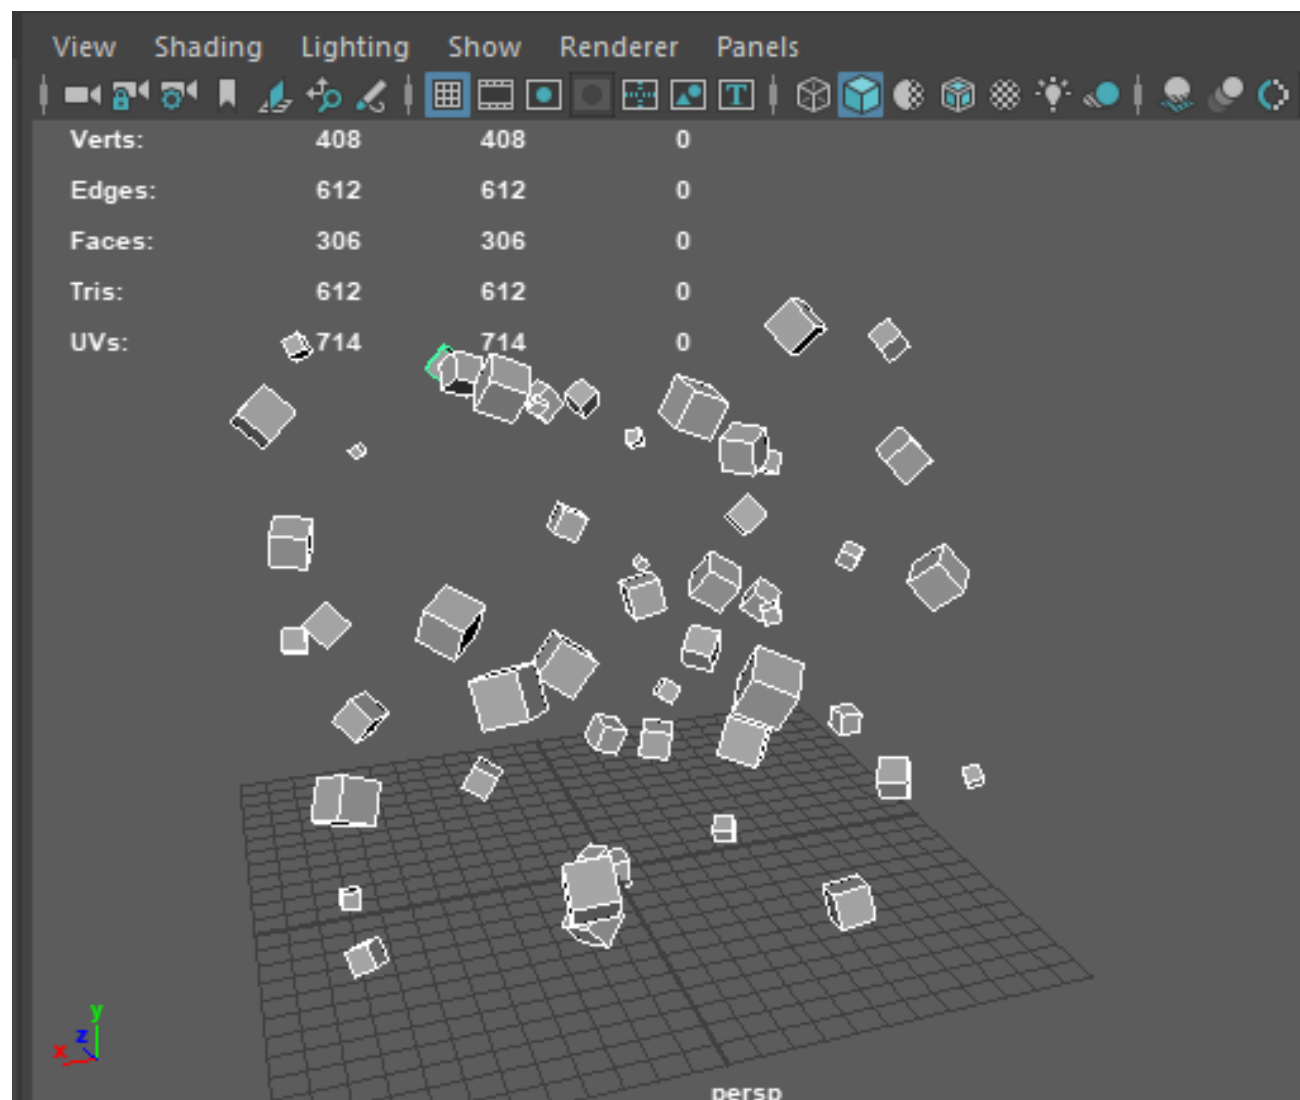 View Shading Lighting Show Renderer Panels
T
Verts: 408 408 0
Edges: 612 612 0
Faces: 306 306 0
Tris: 612 612 0
UVs: 714 714 0
y
z
x
persp